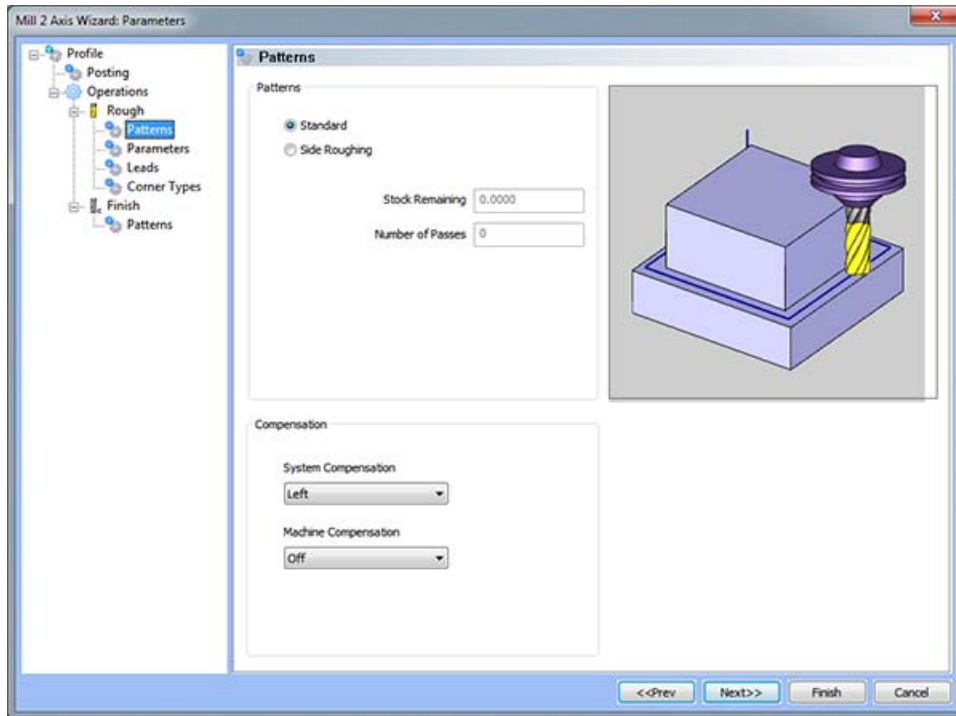 Mill 2 Axis Wizard: Parameters
Profile
Posting
Operations
Rough
Patterns
Parameters
Leads
Corner Types
Finish
Patterns
Patterns
Patterns
Standard
Side Roughing
Stock Remaining 0.0000
Number of Passes 0
Compensation
System Compensation
Left
Machine Compensation
Off
<<Prev Next>> Finish Cancel